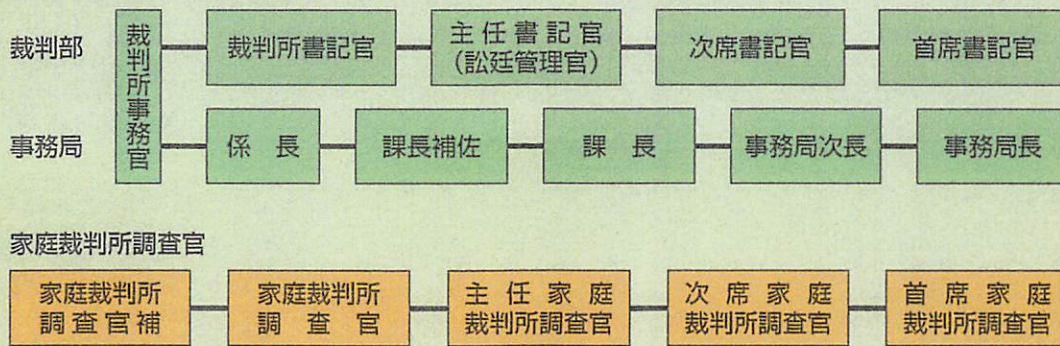 裁判部
裁判所事務官
裁判所書記官
主任書記官
(訟廷管理官)
次席書記官
首席書記官
事務局
係長
課長補佐
課長
事務局次長
事務局長
家庭裁判所調査官
家庭裁判所
調査官補
家庭裁判所
調査官
主任家庭
裁判所調査官
次席家庭
裁判所調査官
首席家庭
裁判所調査官